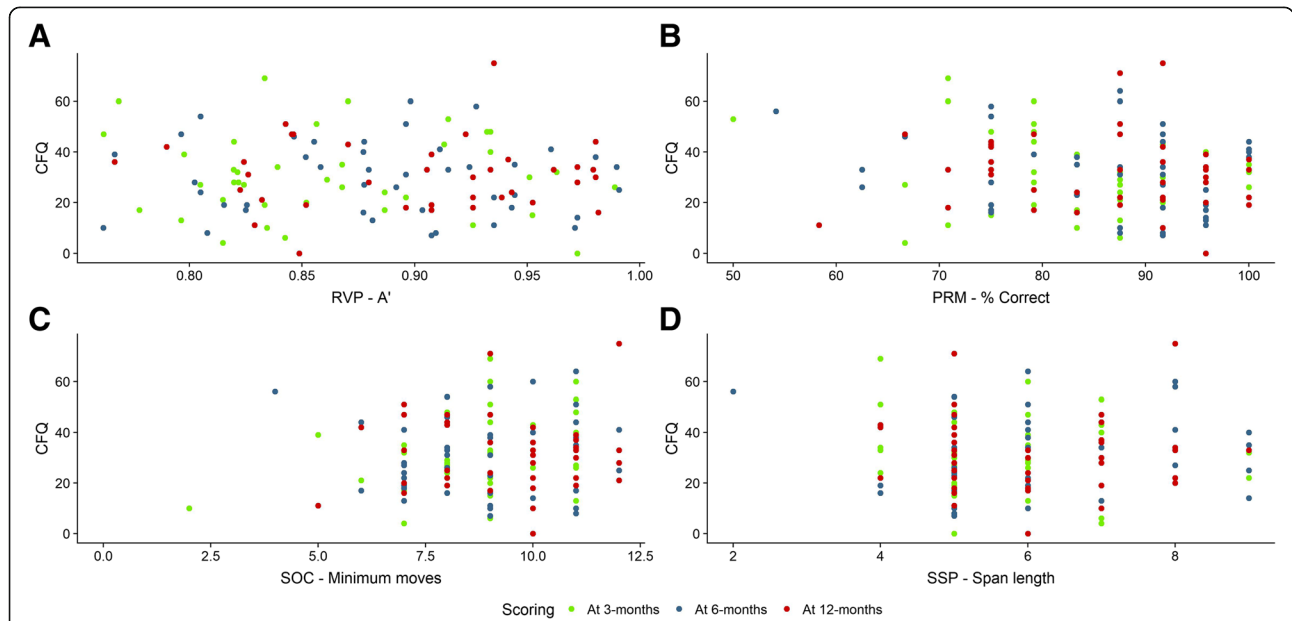 A
CFQ
60
40
20
0
0.80 0.85 0.90 0.95 1.00
RVP - A'
B
CFQ
60
40
20
0
50 60 70 80 90 100
PRM - % Correct
C
CFQ
60
40
20
0
0.0 2.5 5.0 7.5 10.0 12.5
SOC - Minimum moves
D
CFQ
60
40
20
0
2 4 6 8
SSP - Span length
Scoring At 3-months At 6-months At 12-months